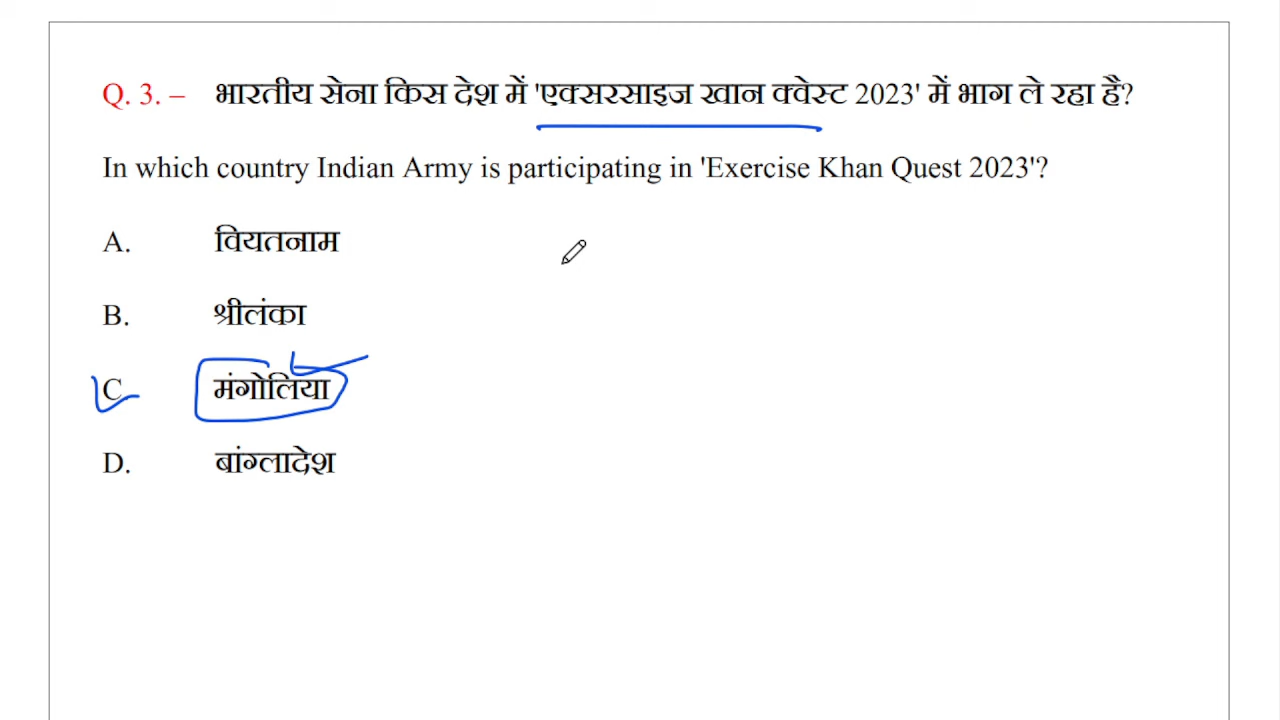 Q. 3. – भारतीय सेना किस देश में 'एक्सरसाइज खान क्वेस्ट 2023' में भाग ले रहा है?
In which country Indian Army is participating in 'Exercise Khan Quest 2023'?
A. वियतनाम
B. श्रीलंका
C. मंगोलिया
D. बांग्लादेश